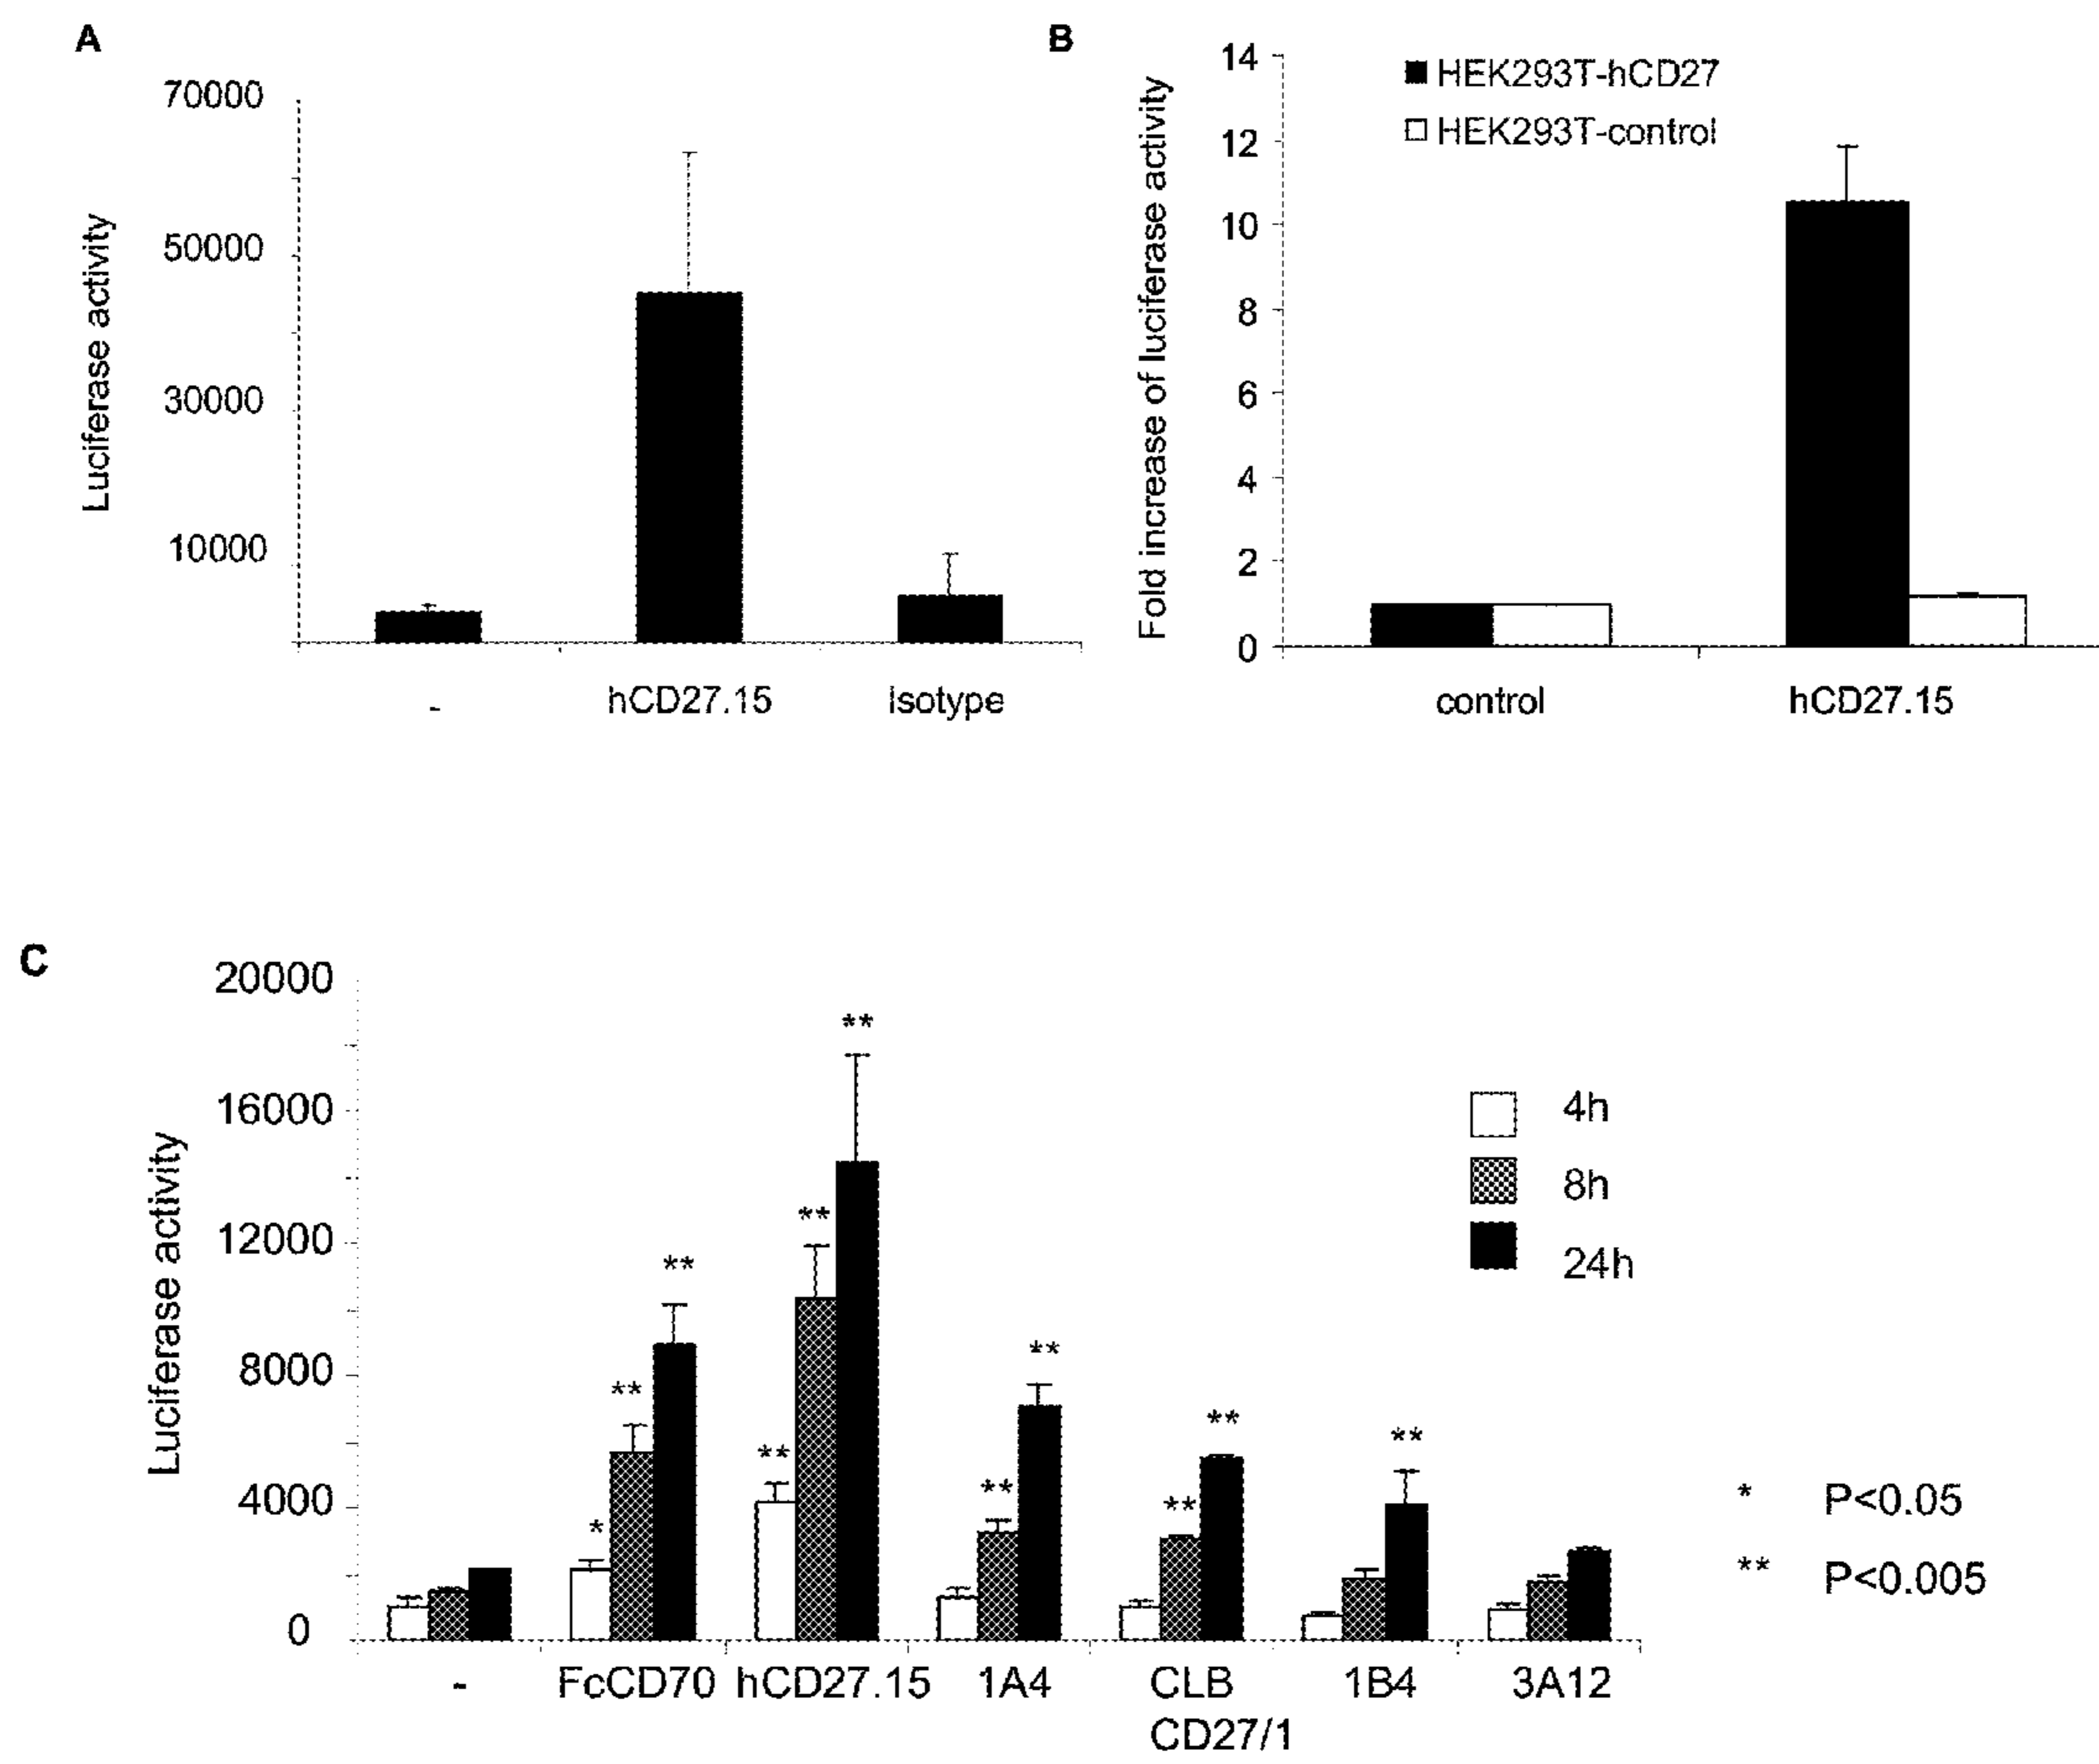 A
70000
50000
30000
10000
Luciferase activity
-
hCD27.15
isotype
B
14
12
10
8
6
4
2
0
Fold increase of luciferase activity
HEK293T-hCD27
HEK293T-control
control
hCD27.15
C
20000
16000
12000
8000
4000
0
Luciferase activity
*
**
**
**
**
**
**
**
**
**
**
4h
8h
24h
* P<0.05
** P<0.005
-
FcCD70
hCD27.15
1A4
CLB
CD27/1
1B4
3A12